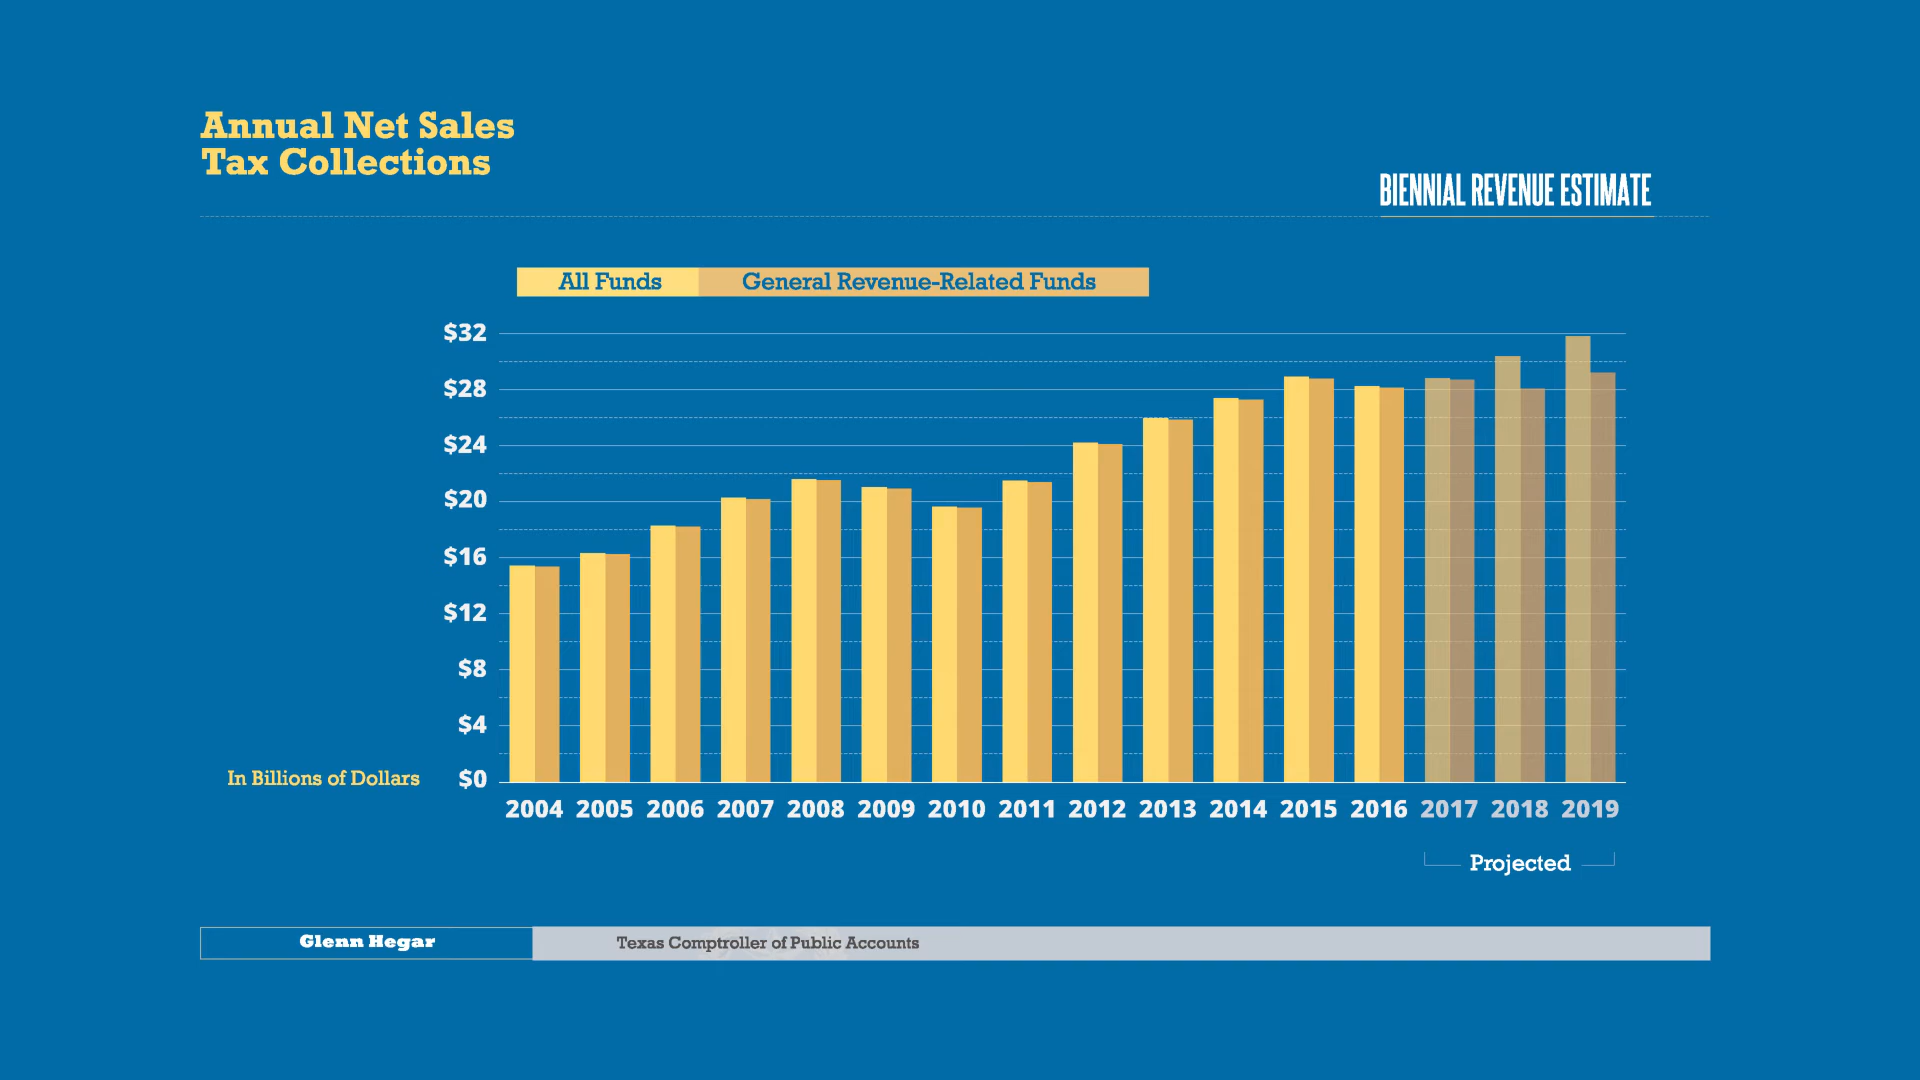 Annual Net Sales
Tax Collections
BIENNIAL REVENUE ESTIMATE
All Funds General Revenue-Related Funds
$32
$28
$24
$20
$16
$12
$8
$4
In Billions of Dollars $0
2004 2005 2006 2007 2008 2009 2010 2011 2012 2013 2014 2015 2016 2017 2018 2019
Projected
Glenn Hegar Texas Comptroller of Public Accounts